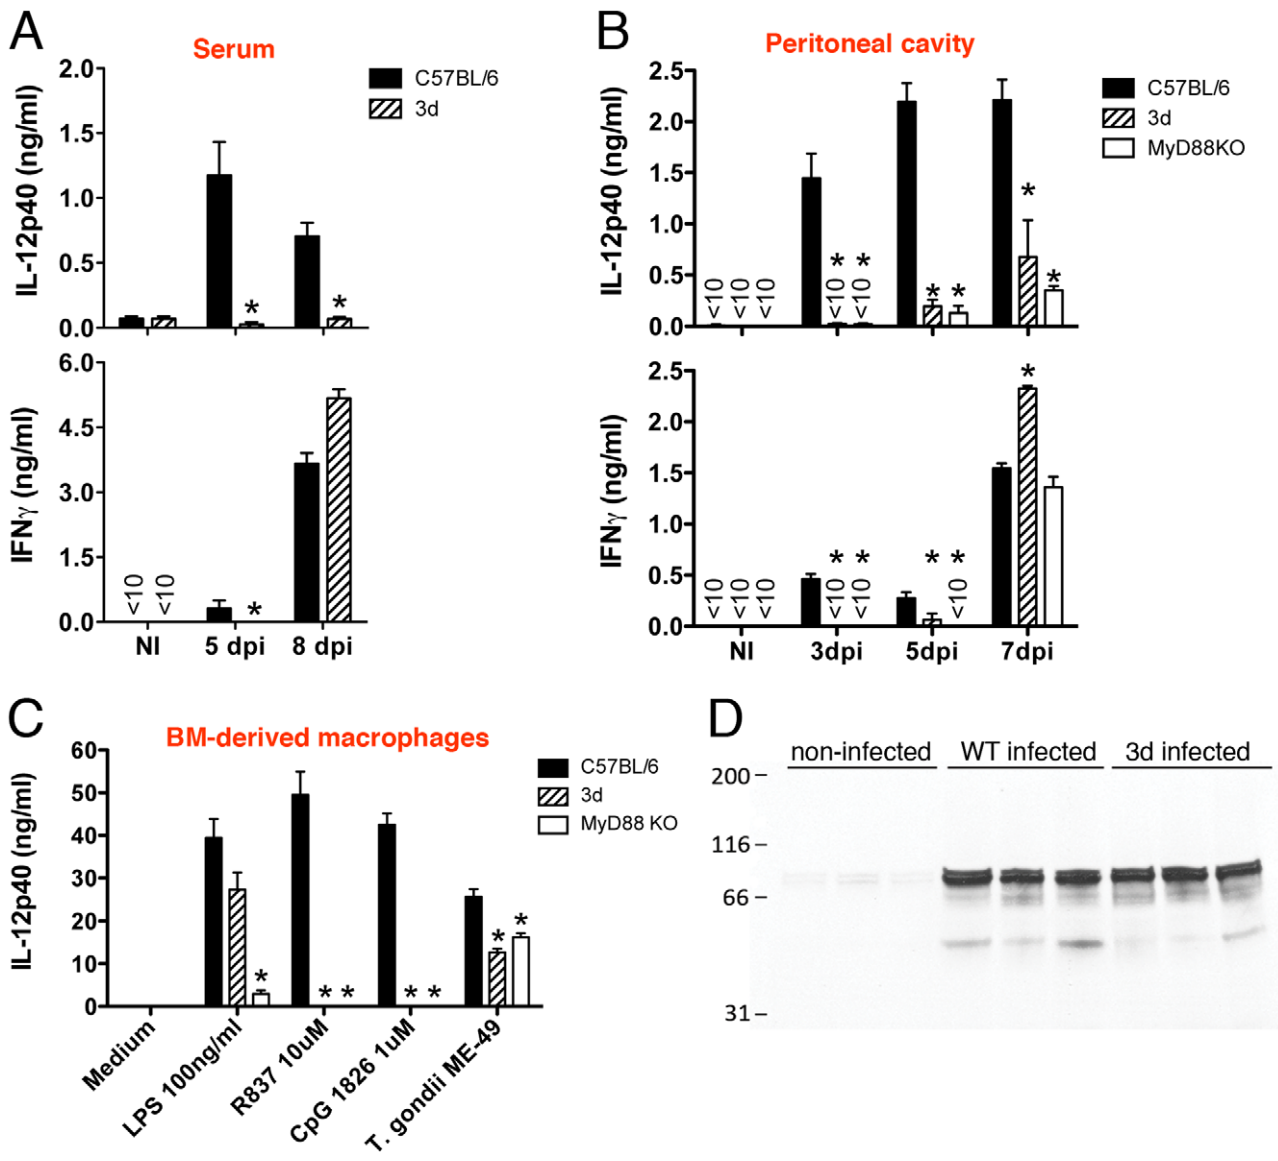 A
Serum
2.0
1.5
1.0
0.5
0.0
IL-12p40 (ng/ml)
C57BL/6
3d
*
*
6.0
4.5
3.0
1.5
0.0
IFNγ (ng/ml)
<10
<10
*
NI
5 dpi
8 dpi
B
Peritoneal cavity
2.5
2.0
1.5
1.0
0.5
0.0
IL-12p40 (ng/ml)
C57BL/6
3d
MyD88KO
<10
<10
<10
* *
<10
<10
* *
*
*
2.5
2.0
1.5
1.0
0.5
0.0
IFNγ (ng/ml)
<10
<10
<10
* *
<10
<10
* *
<10
*
NI
3dpi
5dpi
7dpi
C
BM-derived macrophages
60
50
40
30
20
10
0
IL-12p40 (ng/ml)
C57BL/6
3d
MyD88 KO
*
* *
* *
*
*
Medium
LPS 100ng/ml
R837 10uM
CpG 1826 1uM
T. gondii ME-49
D
non-infected
WT infected
3d infected
200 –
116 –
66 –
31 –